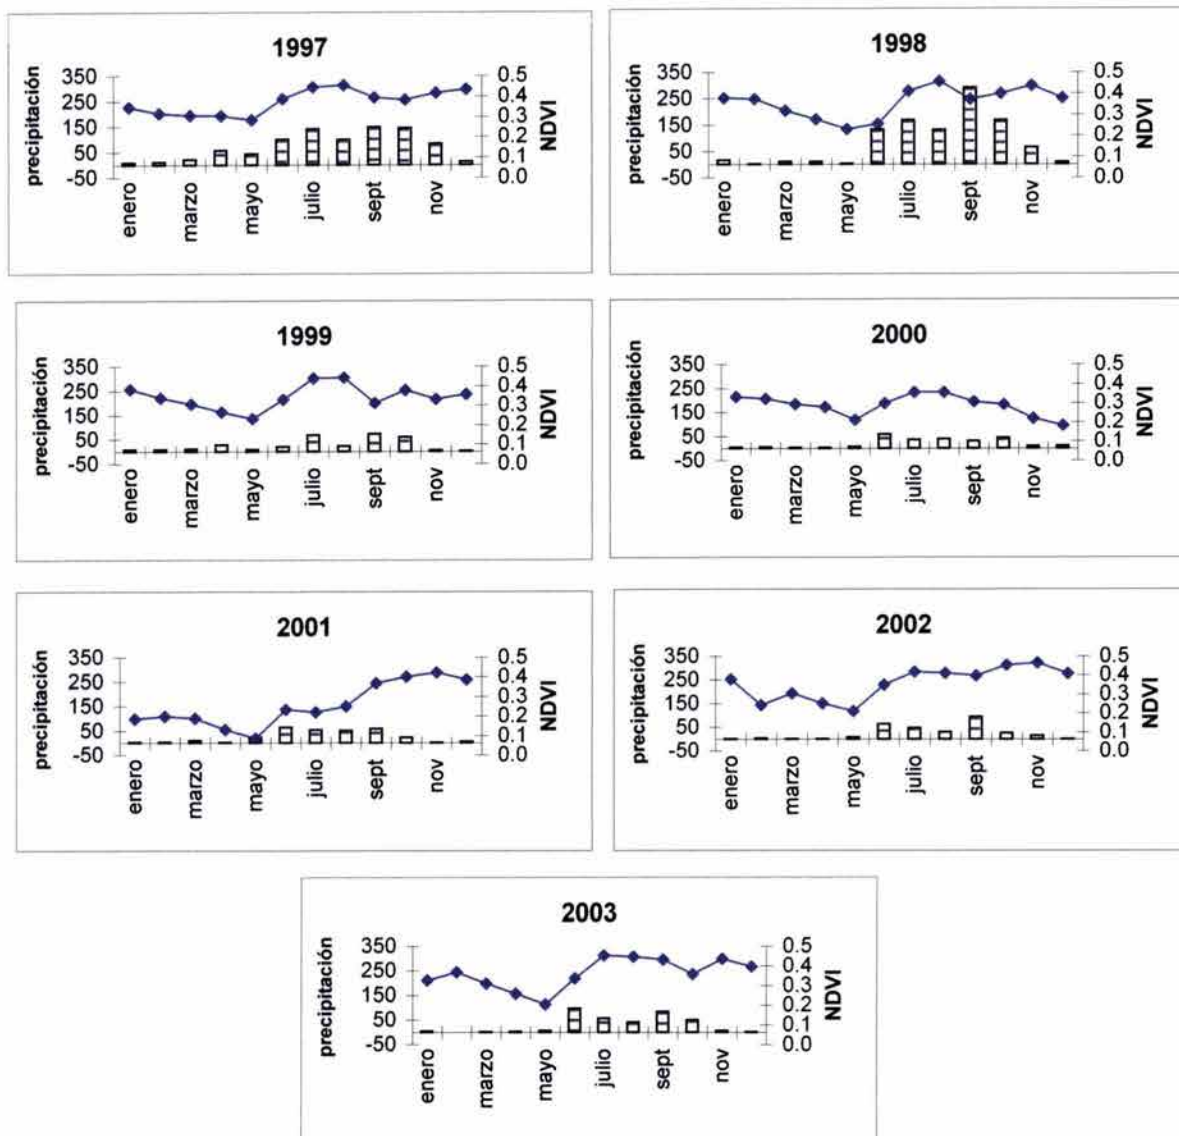 1997
precipitación
350
250
150
50
-50
0.5
0.4
0.3
0.2
0.1
0.0
NDVI
enero
marzo
mayo
julio
sept
nov
1998
precipitación
350
250
150
50
-50
0.5
0.4
0.3
0.2
0.1
0.0
NDVI
enero
marzo
mayo
julio
sept
nov
1999
precipitación
350
250
150
50
-50
0.5
0.4
0.3
0.2
0.1
0.0
NDVI
enero
marzo
mayo
julio
sept
nov
2000
precipitación
350
250
150
50
-50
0.5
0.4
0.3
0.2
0.1
0.0
NDVI
enero
marzo
mayo
julio
sept
nov
2001
precipitación
350
250
150
50
-50
0.5
0.4
0.3
0.2
0.1
0.0
NDVI
enero
marzo
mayo
julio
sept
nov
2002
precipitación
350
250
150
50
-50
0.5
0.4
0.3
0.2
0.1
0.0
NDVI
enero
marzo
mayo
julio
sept
nov
2003
precipitación
350
250
150
50
-50
0.5
0.4
0.3
0.2
0.1
0.0
NDVI
enero
marzo
mayo
julio
sept
nov